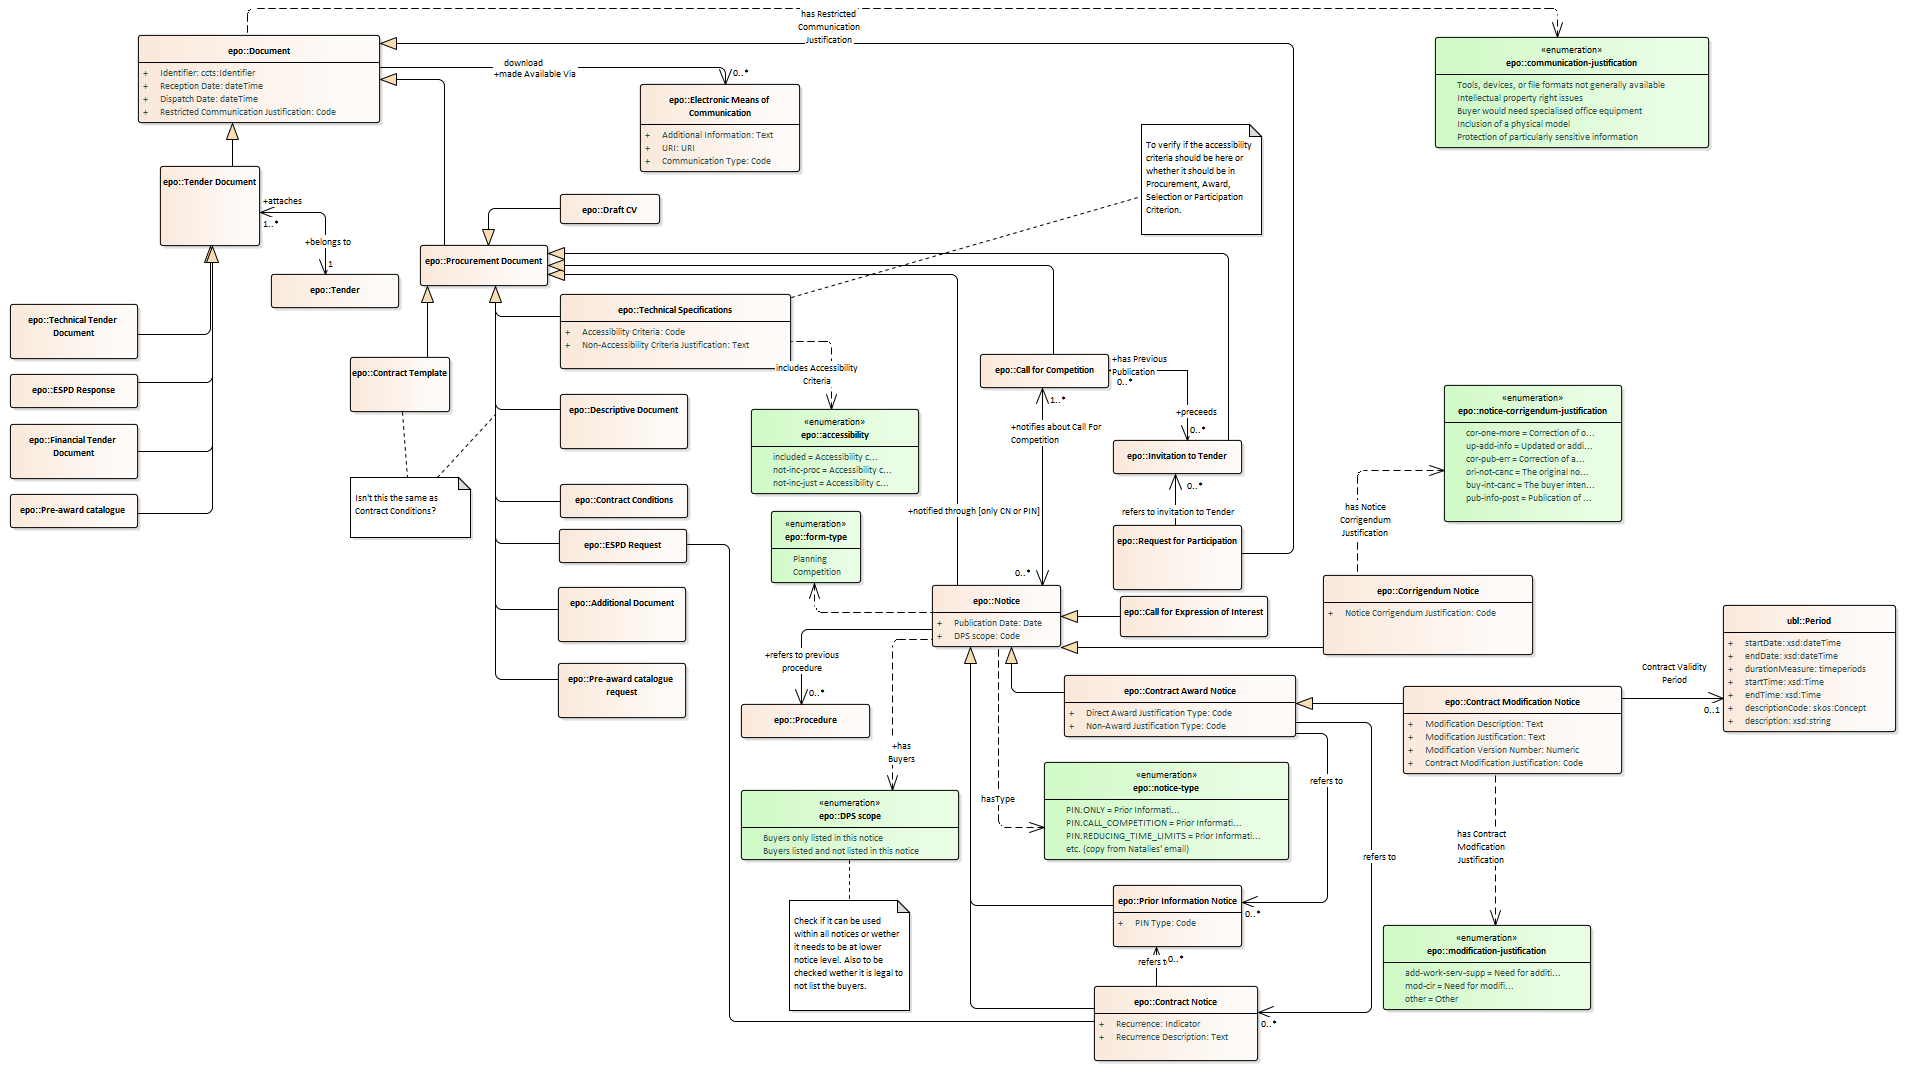 has Restricted
Communication
Justification
epo::Document
+ Identifier: ccts:Identifier
+ Reception Date: dateTime
+ Dispatch Date: dateTime
+ Restricted Communication Justification: Code
download
+made Available Via
0..*
epo::Electronic Means of
Communication
+ Additional Information: Text
+ URI: URI
+ Communication Type: Code
«enumeration»
epo::communication-justification
Tools, devices, or file formats not generally available
Intellectual property right issues
Buyer would need specialised office equipment
Inclusion of a physical model
Protection of particularly sensitive information
To verify if the accessibility
criteria should be here or
whether it should be in
Procurement, Award,
Selection or Participation
Criterion.
epo::Tender Document
+attaches
1..*
+belongs to
1
epo::Tender
epo::Draft CV
epo::Procurement Document
epo::Technical Tender
Document
epo::ESPD Response
epo::Financial Tender
Document
epo::Pre-award catalogue
epo::Contract Template
Isn't this the same as
Contract Conditions?
epo::Technical Specifications
+ Accessibility Criteria: Code
+ Non-Accessibility Criteria Justification: Text
includes Accessibility
Criteria
epo::Descriptive Document
«enumeration»
epo::accessibility
included = Accessibility c...
not-inc-proc = Accessibility c...
not-inc-just = Accessibility c...
epo::Contract Conditions
epo::ESPD Request
epo::Additional Document
epo::Pre-award catalogue
request
«enumeration»
epo::form-type
Planning
Competition
epo::Call for Competition
+has Previous
Publication
0..*
+preceeds
0..*
1..*
+notifies about Call For
Competition
epo::Invitation to Tender
0..*
refers to invitation to Tender
+notified through [only CN or PIN]
0..*
epo::Request for Participation
«enumeration»
epo::notice-corrigendum-justification
cor-one-more = Correction of o...
up-add-info = Updated or addi...
cor-pub-err = Correction of a...
ori-not-canc = The original no...
buy-int-canc = The buyer inten...
pub-info-post = Publication of ...
has Notice
Corrigendum
Justification
epo::Notice
+ Publication Date: Date
+ DPS scope: Code
epo::Call for Expression of Interest
epo::Corrigendum Notice
+ Notice Corrigendum Justification: Code
+refers to previous
procedure
0..*
epo::Procedure
+has
Buyers
epo::Contract Award Notice
+ Direct Award Justification Type: Code
+ Non-Award Justification Type: Code
epo::Contract Modification Notice
+ Modification Description: Text
+ Modification Justification: Text
+ Modification Version Number: Numeric
+ Contract Modification Justification: Code
Contract Validity
Period
0..1
ubl::Period
+ startDate: xsd:dateTime
+ endDate: xsd:dateTime
+ durationMeasure: timeperiods
+ startTime: xsd:Time
+ endTime: xsd:Time
+ descriptionCode: skos:Concept
+ description: xsd:string
«enumeration»
epo::DPS scope
Buyers only listed in this notice
Buyers listed and not listed in this notice
hasType
«enumeration»
epo::notice-type
PIN.ONLY = Prior Informati...
PIN.CALL_COMPETITION = Prior Informati...
PIN.REDUCING_TIME_LIMITS = Prior Informati...
etc. (copy from Natalies' email)
refers to
refers to
has Contract
Modfication
Justification
Check if it can be used
within all notices or wether
it needs to be at lower
notice level. Also to be
checked wether it is legal to
not list the buyers.
epo::Prior Information Notice
+ PIN Type: Code
0..*
refers t
0..*
epo::Contract Notice
+ Recurrence: Indicator
+ Recurrence Description: Text
0..*
«enumeration»
epo::modification-justification
add-work-serv-supp = Need for additi...
mod-cir = Need for modifi...
other = Other